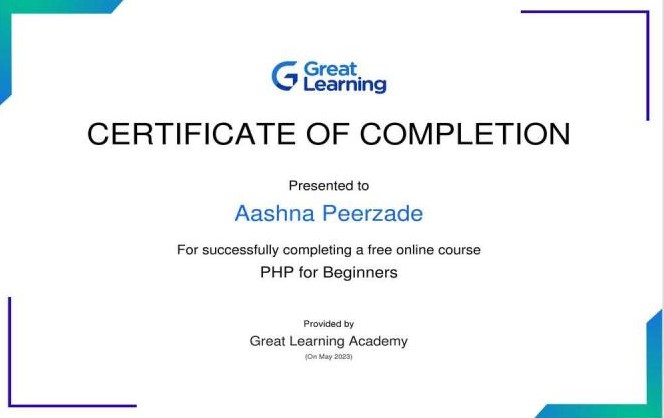 Great
Learning
CERTIFICATE OF COMPLETION
Presented to
Aashna Peerzade
For successfully completing a free online course
PHP for Beginners
Provided by
Great Learning Academy
(On May 2023)